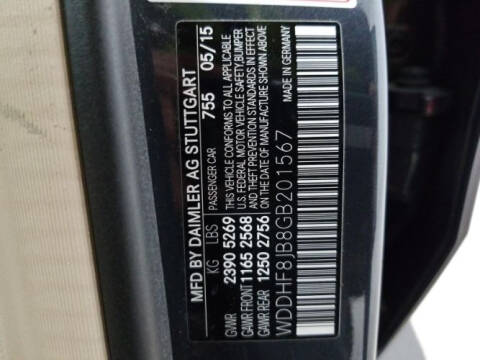 MFD BY DAIMLER AG STUTTGART
KG LBS PASSENGER CAR 755 05/15
GVWR 2390 5269 THIS VEHICLE CONFORMS TO ALL APPLICABLE
GAWR FRONT 1165 2568 U.S. FEDERAL MOTOR VEHICLE SAFETY BUMPER
GAWR REAR 1250 2756 AND THEFT PREVENTION STANDARDS IN EFFECT ON THE DATE OF MANUFACTURE SHOWN ABOVE
WDDHF8JB8GB201567 MADE IN GERMANY